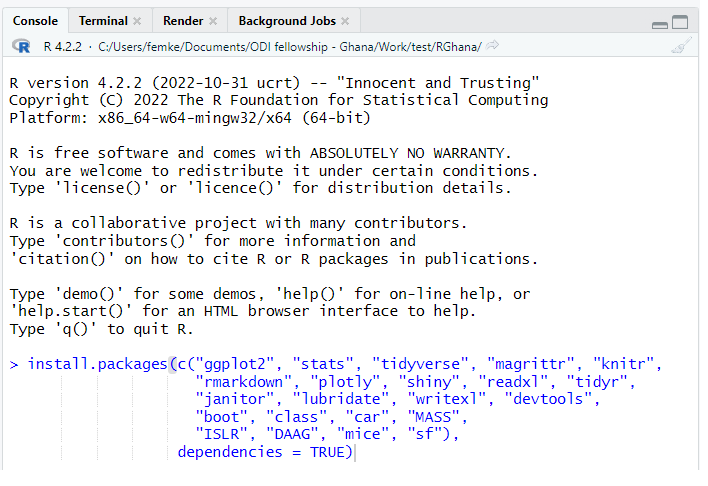 Console Terminal Render Background Jobs
R 4.2.2 · C:/Users/femke/Documents/ODI fellowship - Ghana/Work/test/RGhana/
R version 4.2.2 (2022-10-31 ucrt) -- "Innocent and Trusting"
Copyright (C) 2022 The R Foundation for Statistical Computing
Platform: x86_64-w64-mingw32/x64 (64-bit)
R is free software and comes with ABSOLUTELY NO WARRANTY.
You are welcome to redistribute it under certain conditions.
Type 'license()' or 'licence()' for distribution details.
R is a collaborative project with many contributors.
Type 'contributors()' for more information and
'citation()' on how to cite R or R packages in publications.
Type 'demo()' for some demos, 'help()' for on-line help, or
'help.start()' for an HTML browser interface to help.
Type 'q()' to quit R.
> install.packages(c("ggplot2", "stats", "tidyverse", "magrittr", "knitr",
"rmarkdown", "plotly", "shiny", "readxl", "tidyr",
"janitor", "lubridate", "writexl", "devtools",
"boot", "class", "car", "MASS",
"ISLR", "DAAG", "mice", "sf"),
dependencies = TRUE)